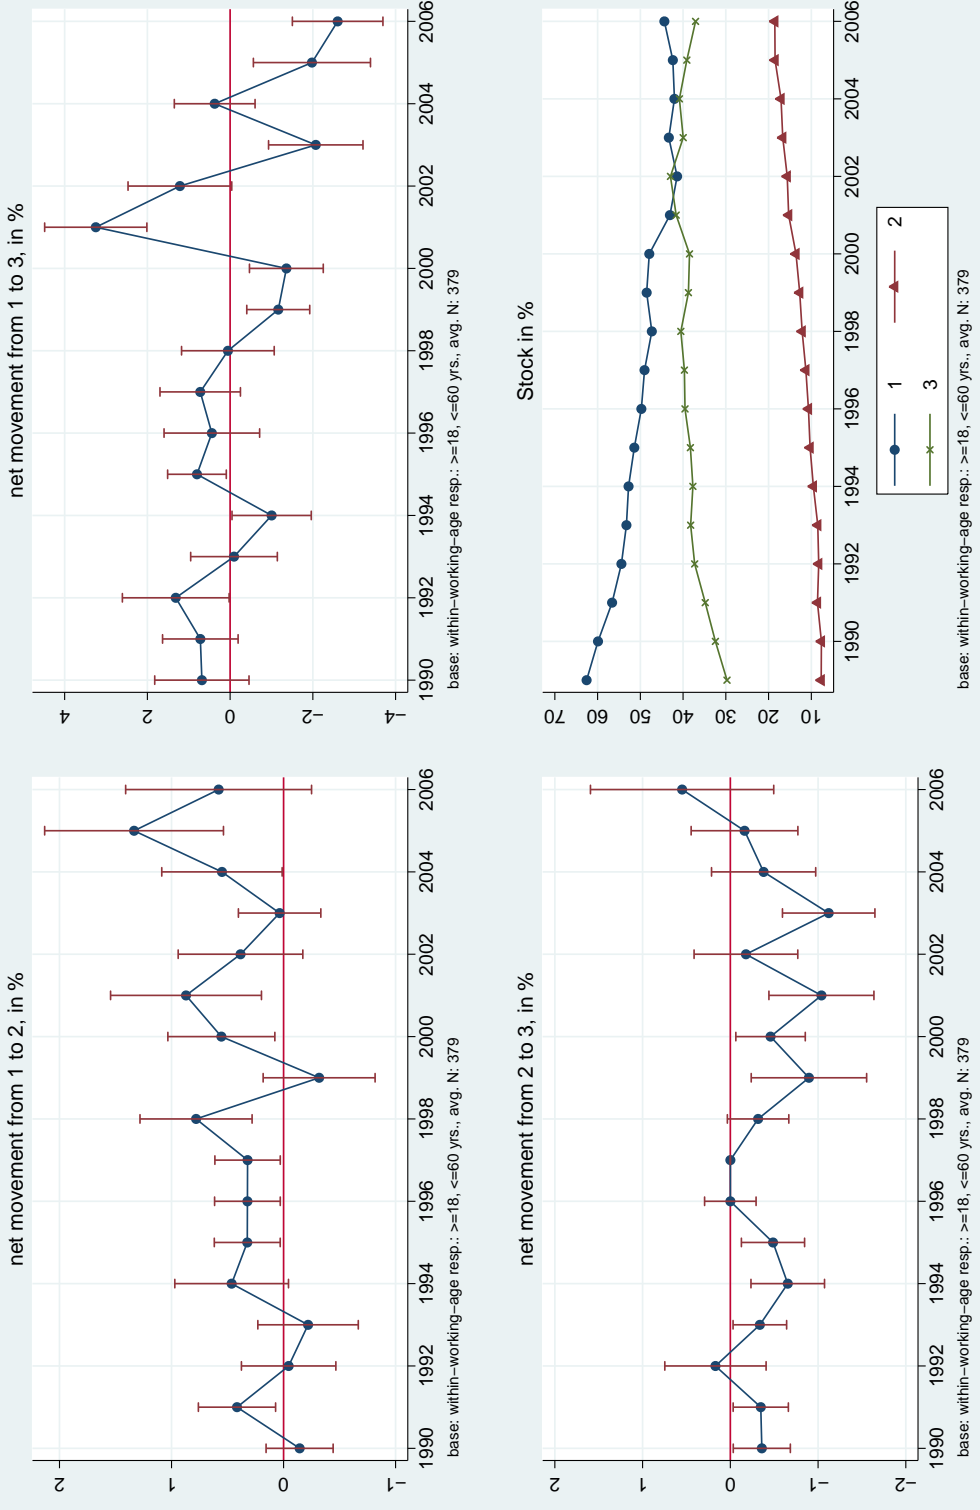 net movement from 1 to 2, in %
2
1
0
−1
1990 1992 1994 1996 1998 2000 2002 2004 2006
base: within−working−age resp.: >=18, <=60 yrs., avg. N: 379
net movement from 1 to 3, in %
4
2
0
−2
−4
1990 1992 1994 1996 1998 2000 2002 2004 2006
base: within−working−age resp.: >=18, <=60 yrs., avg. N: 379
net movement from 2 to 3, in %
2
1
0
−1
−2
1990 1992 1994 1996 1998 2000 2002 2004 2006
base: within−working−age resp.: >=18, <=60 yrs., avg. N: 379
Stock in %
70
60
50
40
30
20
10
1990 1992 1994 1996 1998 2000 2002 2004 2006
1 2
3
base: within−working−age resp.: >=18, <=60 yrs., avg. N: 379